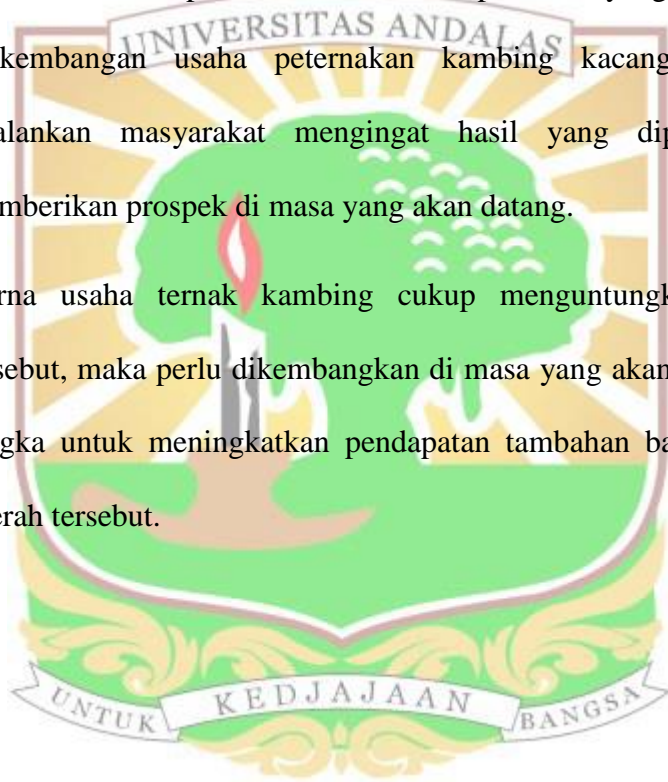 UNIVERSITAS ANDALAS
kembangan usaha peternakan kambing kacang
alankan masyarakat mengingat hasil yang dip
mberikan prospek di masa yang akan datang.
rna usaha ternak kambing cukup menguntungk
sebut, maka perlu dikembangkan di masa yang akan
gka untuk meningkatkan pendapatan tambahan ba
erah tersebut.
UNTUK KEDJAJAAN BANGSA